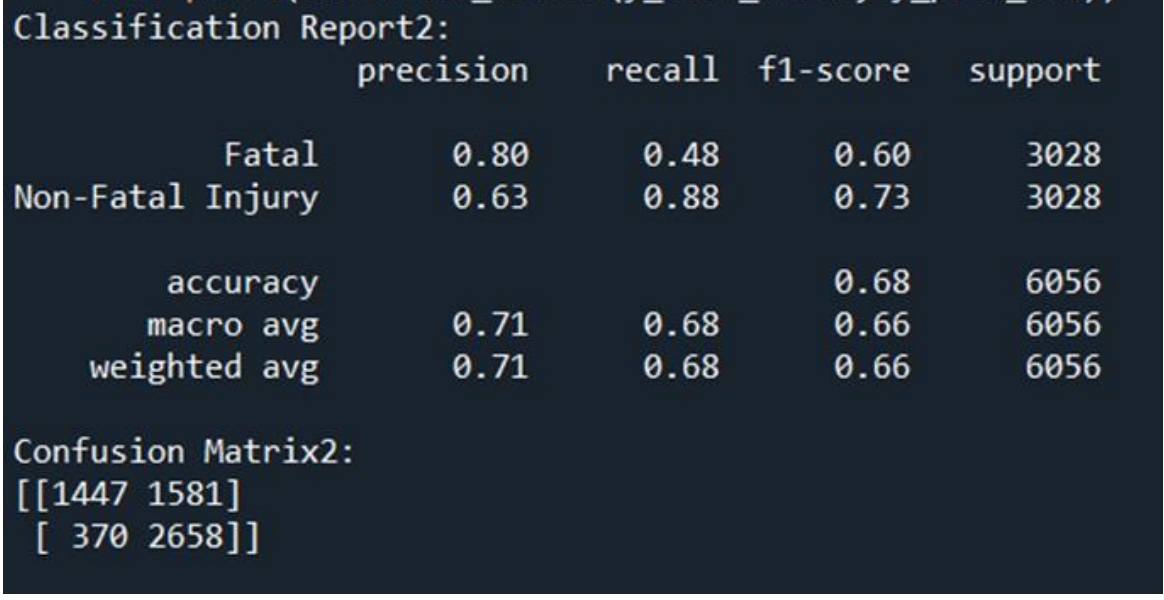 Classification Report2:
precision recall f1-score support
Fatal 0.80 0.48 0.60 3028
Non-Fatal Injury 0.63 0.88 0.73 3028
accuracy 0.68 6056
macro avg 0.71 0.68 0.66 6056
weighted avg 0.71 0.68 0.66 6056
Confusion Matrix2:
[[1447 1581]
[ 370 2658]]